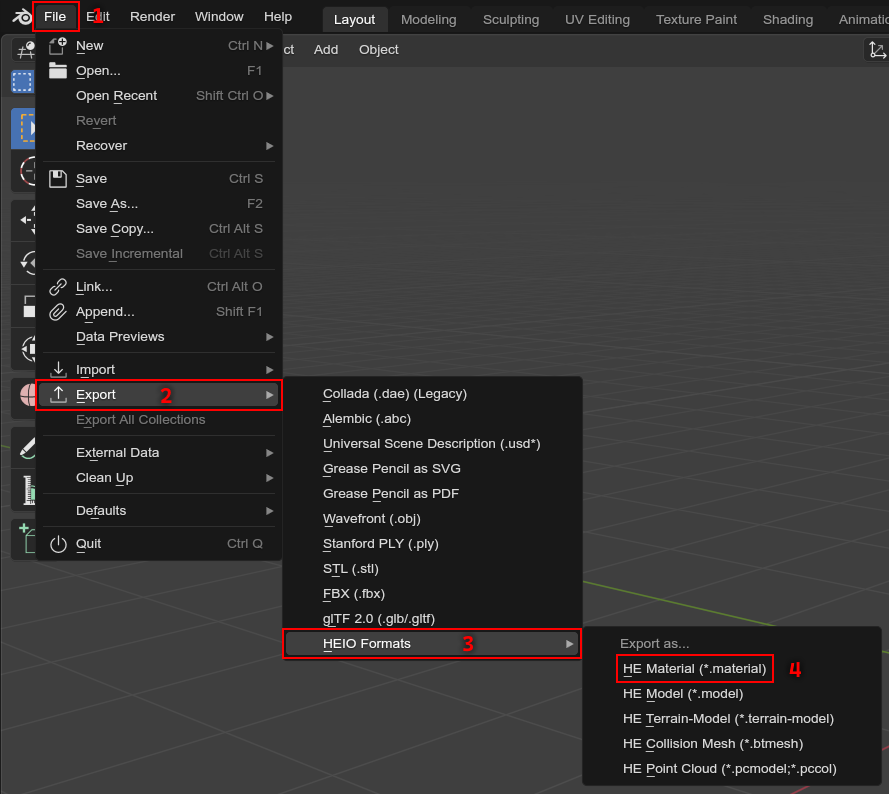 File 1 Edit Render Window Help Layout Modeling Sculpting UV Editing Texture Paint Shading
ct Add Object
New Ctrl N
Open... F1
Open Recent Shift Ctrl O
Revert
Recover
Save Ctrl S
Save As... F2
Save Copy... Ctrl Alt S
Save Incremental Ctrl Alt S
Link... Ctrl Alt O
Append... Shift F1
Data Previews
Import
Export 2
Export All Collections
External Data
Clean Up
Defaults
Quit Ctrl Q
Collada (.dae) (Legacy)
Alembic (.abc)
Universal Scene Description (.usd*)
Grease Pencil as SVG
Grease Pencil as PDF
Wavefront (.obj)
Stanford PLY (.ply)
STL (.stl)
FBX (.fbx)
glTF 2.0 (.glb/.gltf)
HEIO Formats 3
Export as...
HE Material (*.material) 4
HE Model (*.model)
HE Terrain-Model (*.terrain-model)
HE Collision Mesh (*.btmesh)
HE Point Cloud (*.pcmodel;*.pccol)